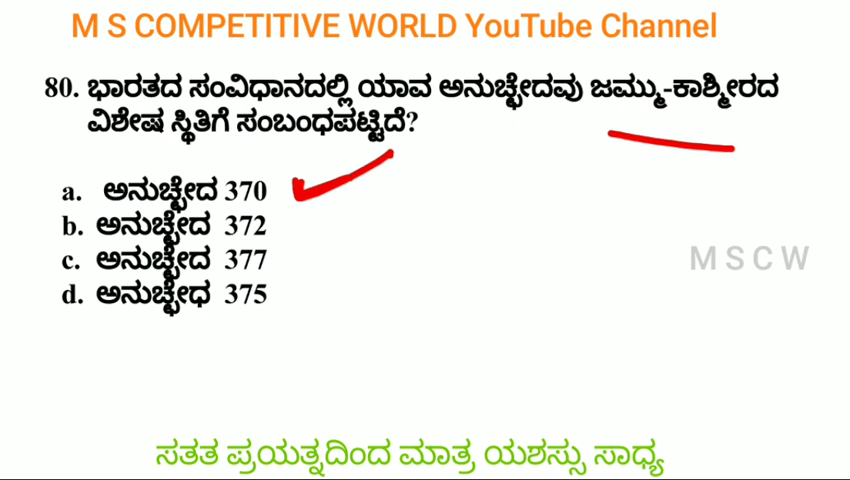 M S COMPETITIVE WORLD YouTube Channel
80. ಭಾರತದ ಸಂವಿಧಾನದಲ್ಲಿ ಯಾವ ಅನುಚ್ಛೇದವು ಜಮ್ಮು-ಕಾಶ್ಮೀರದ
ವಿಶೇಷ ಸ್ಥಿತಿಗೆ ಸಂಬಂಧಪಟ್ಟಿದೆ?
a. ಅನುಚ್ಛೇದ 370
b. ಅನುಚ್ಛೇದ 372
c. ಅನುಚ್ಛೇದ 377
d. ಅನುಚ್ಛೇಧ 375
M S C W
ಸತತ ಪ್ರಯತ್ನದಿಂದ ಮಾತ್ರ ಯಶಸ್ಸು ಸಾಧ್ಯ